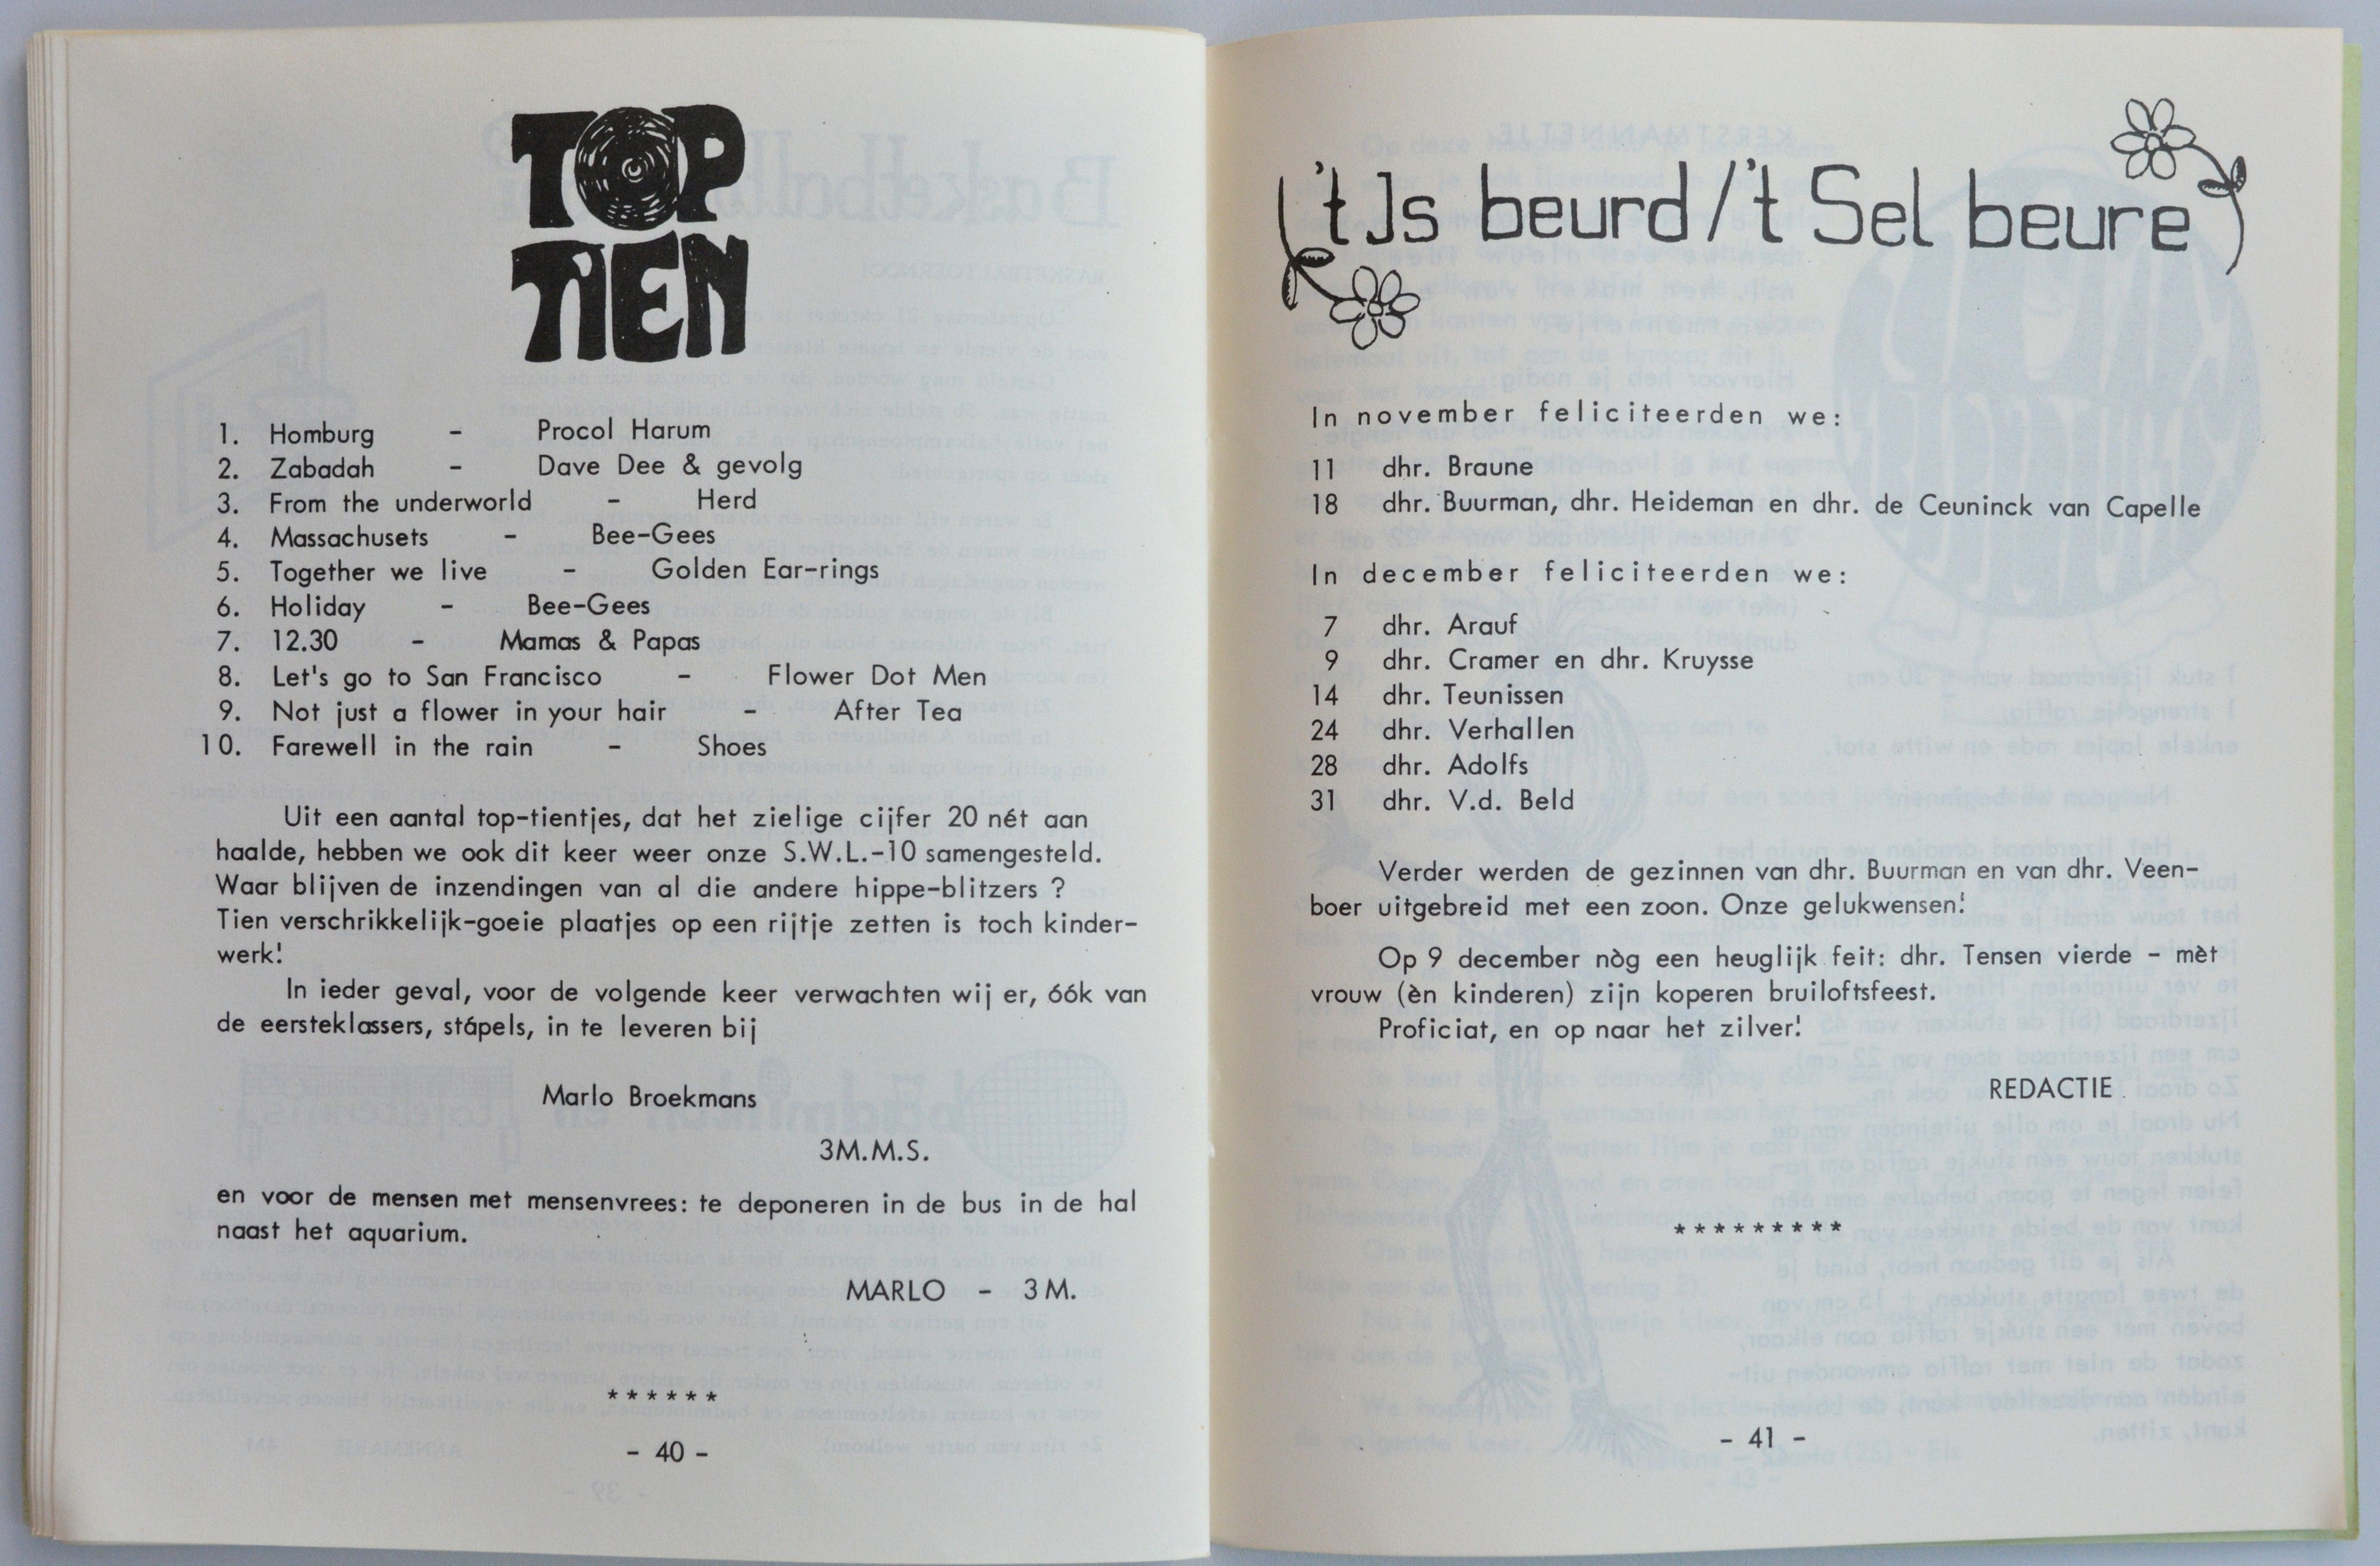 TOP
TIEN
1. Homburg - Procol Harum
2. Zabadah - Dave Dee & gevolg
3. From the underworld - Herd
4. Massachusets - Bee-Gees
5. Together we live - Golden Ear-rings
6. Holiday - Bee-Gees
7. 12.30 - Mamas & Papas
8. Let's go to San Francisco - Flower Dot Men
9. Not just a flower in your hair - After Tea
10. Farewell in the rain - Shoes
Uit een aantal top-tientjes, dat het zielige cijfer 20 nét aan
haalde, hebben we ook dit keer weer onze S.W.L.-10 samengesteld.
Waar blijven de inzendingen van al die andere hippe-blitzers ?
Tien verschrikkelijk-goeie plaatjes op een rijtje zetten is toch kinder-
werk!
In ieder geval, voor de volgende keer verwachten wij er, óók van
de eersteklassers, stápels, in te leveren bij
Marlo Broekmans
3M.M.S.
en voor de mensen met mensenvrees: te deponeren in de bus in de hal
naast het aquarium.
MARLO - 3M.
******
- 40 -
't Is beurd/'t Sel beure
In november feliciteerden we:
11 dhr. Braune
18 dhr. Buurman, dhr. Heideman en dhr. de Ceuninck van Capelle
In december feliciteerden we:
7 dhr. Arauf
9 dhr. Cramer en dhr. Kruysse
14 dhr. Teunissen
24 dhr. Verhallen
28 dhr. Adolfs
31 dhr. V.d. Beld
Verder werden de gezinnen van dhr. Buurman en van dhr. Veen-
boer uitgebreid met een zoon. Onze gelukwensen!
Op 9 december nòg een heuglijk feit: dhr. Tensen vierde - mèt
vrouw (èn kinderen) zijn koperen bruiloftsfeest.
Proficiat, en op naar het zilver!
REDACTIE
*********
- 41 -